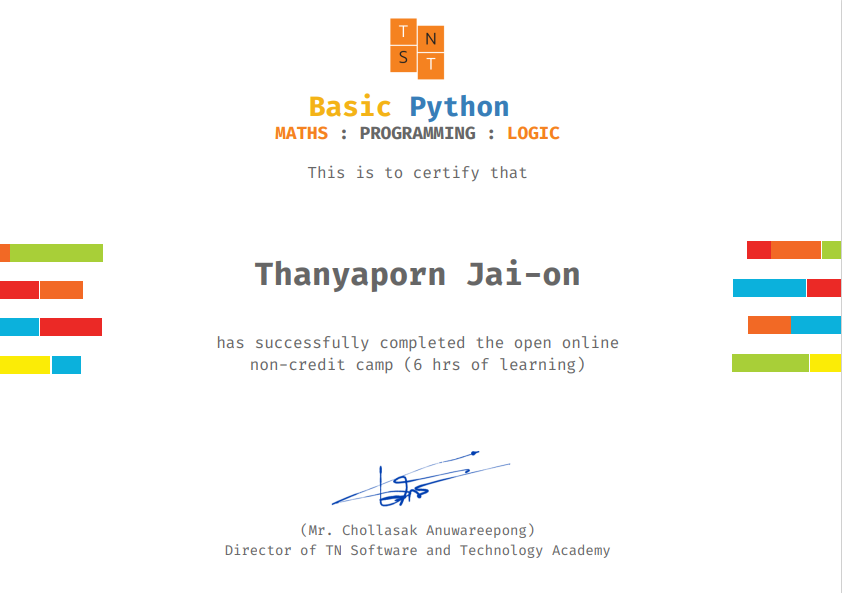 T N
S T
Basic Python
MATHS : PROGRAMMING : LOGIC
This is to certify that
Thanyaporn Jai-on
has successfully completed the open online
non-credit camp (6 hrs of learning)
(Mr. Chollasak Anuwareepong)
Director of TN Software and Technology Academy